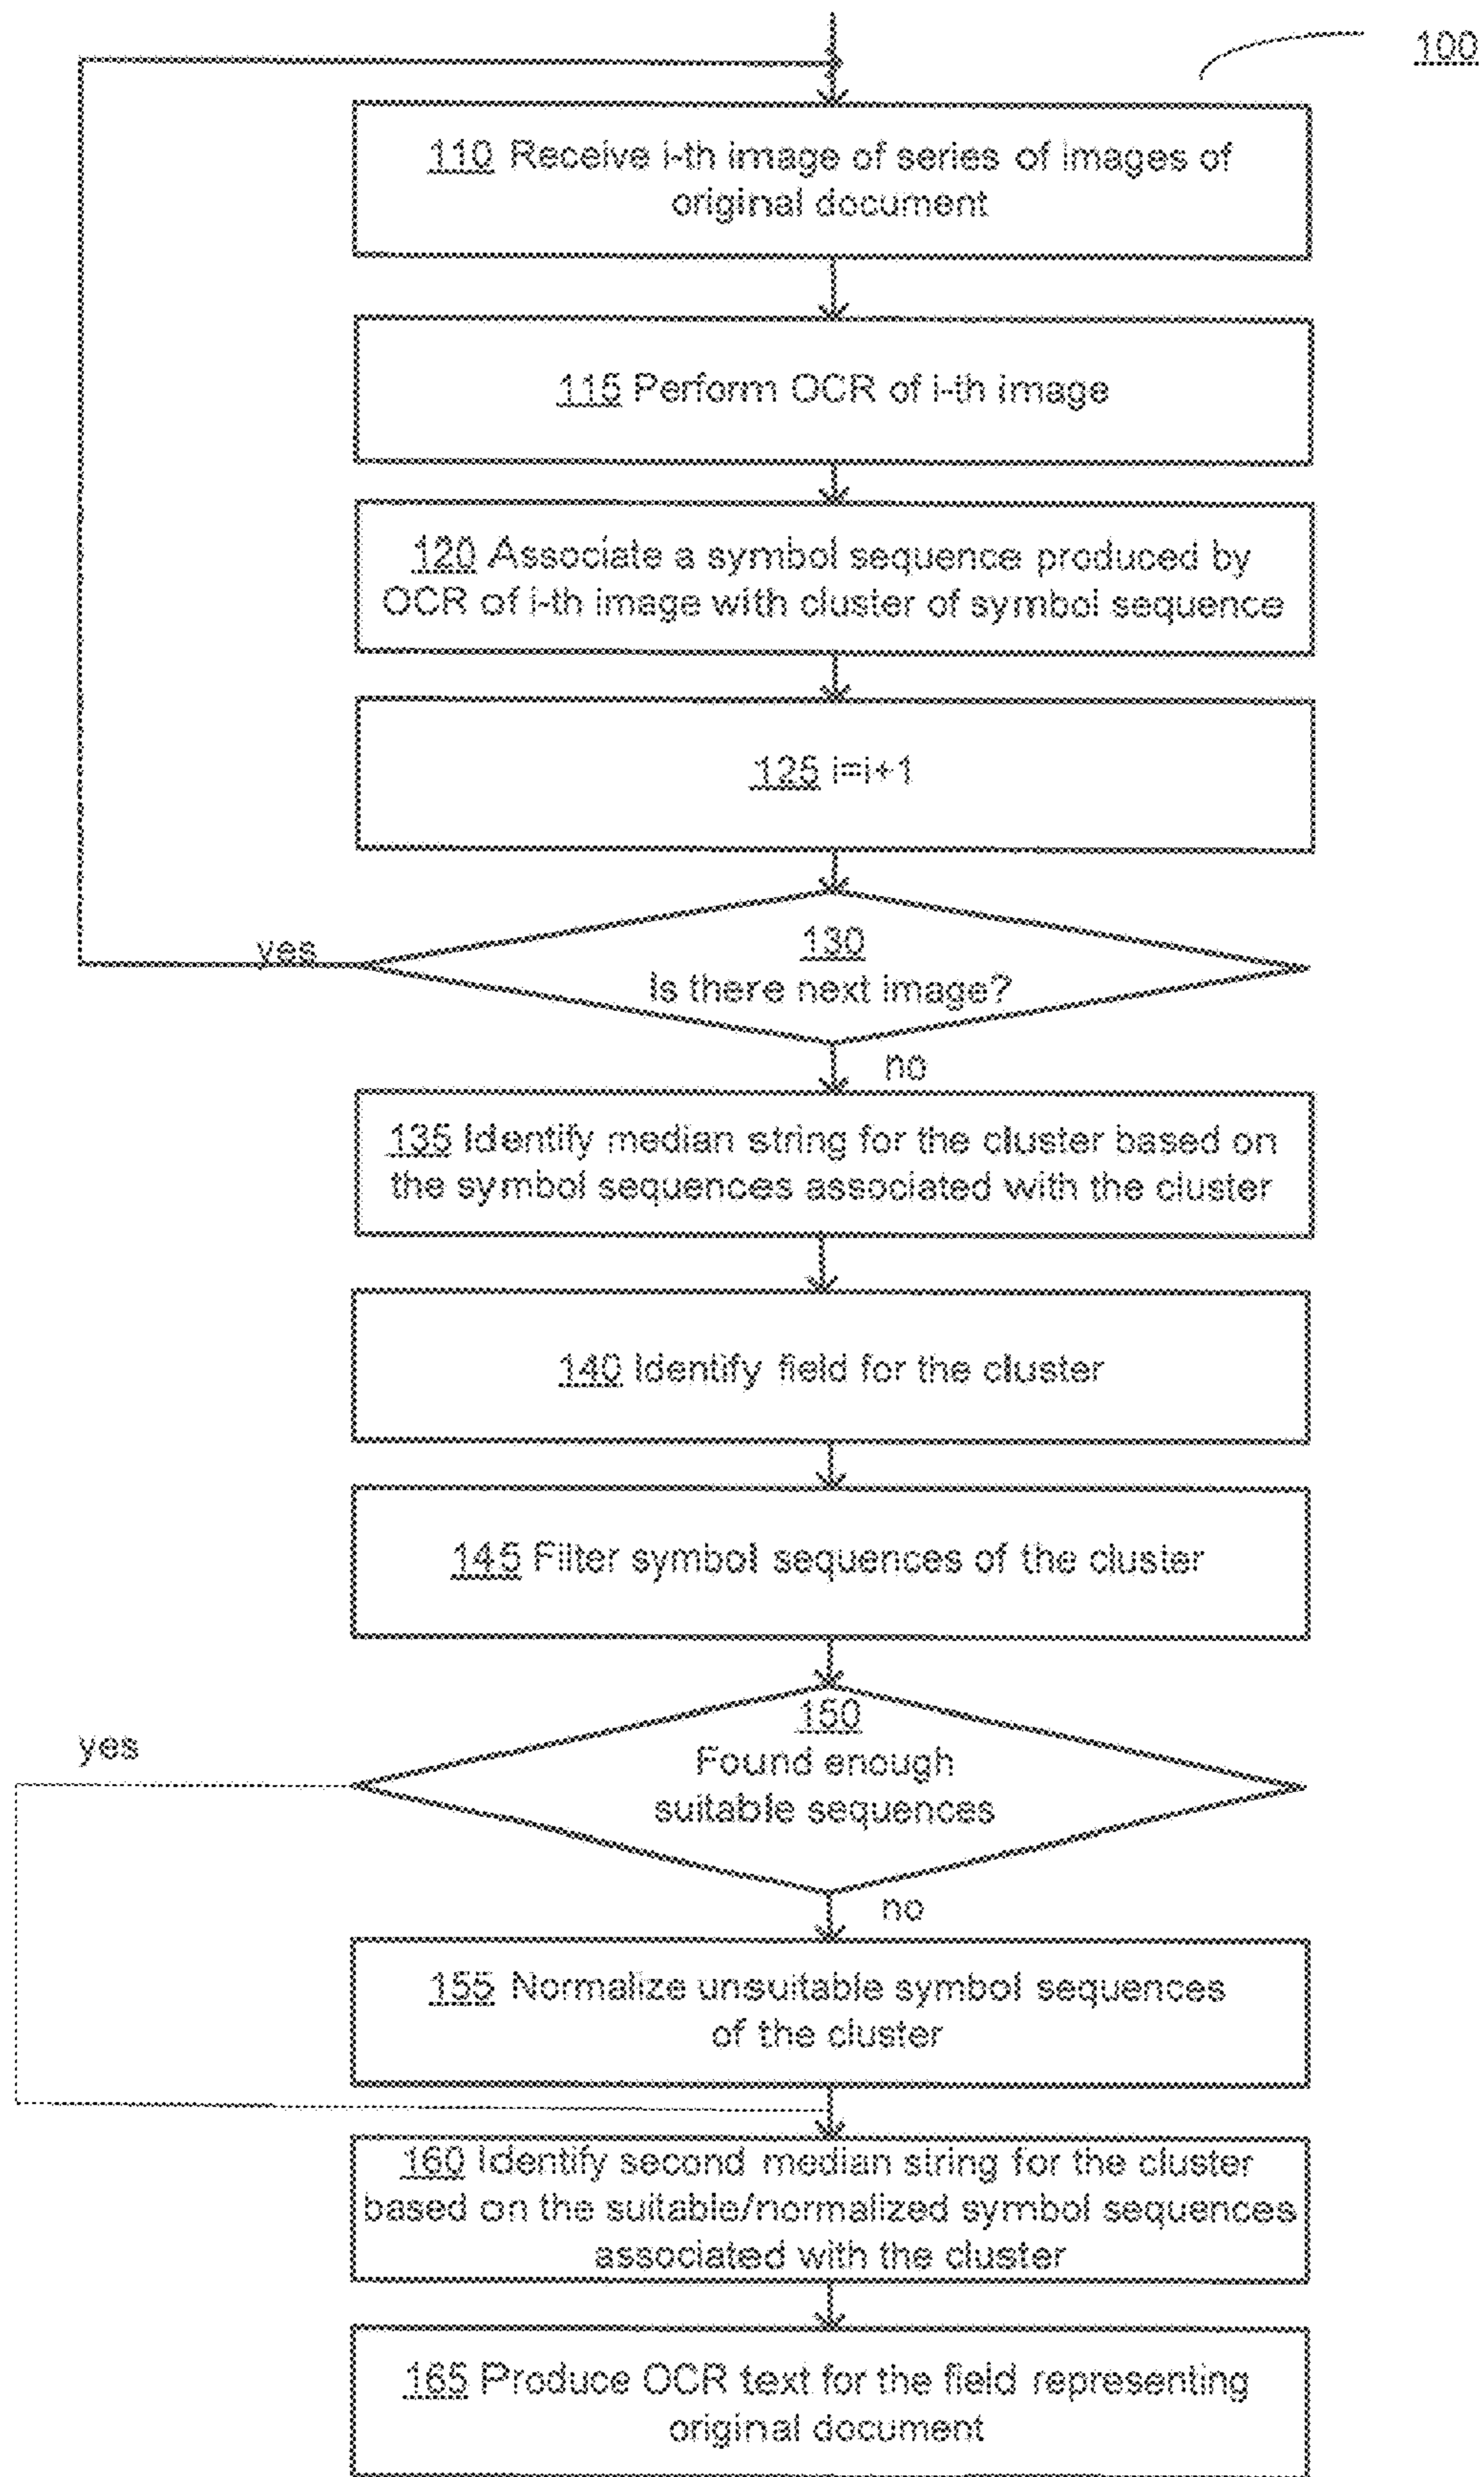 100
110 Receive i-th image of series of images of
original document
115 Perform OCR of i-th image
120 Associate a symbol sequence produced by
OCR of i-th image with cluster of symbol sequence
125 i=i+1
130
yes
Is there next image?
no
135 Identify median string for the cluster based on
the symbol sequences associated with the cluster
140 Identify field for the cluster
145 Filter symbol sequences of the cluster
150
yes
Found enough
suitable sequences
no
155 Normalize unsuitable symbol sequences
of the cluster
160 Identify second median string for the cluster
based on the suitable/normalized symbol sequences
associated with the cluster
165 Produce OCR text for the field representing
original document